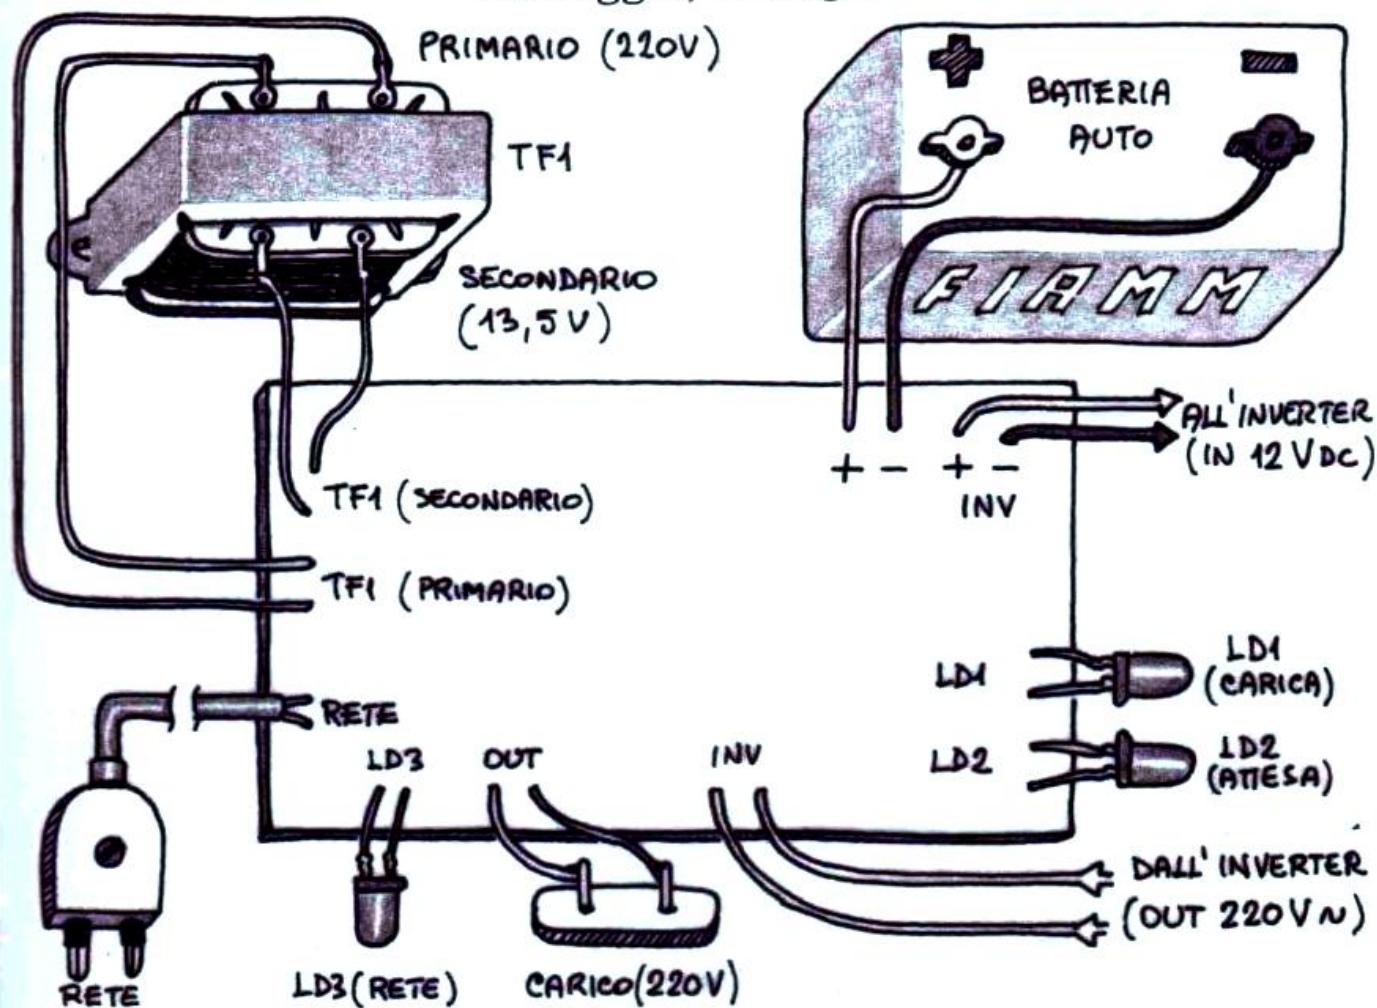 PRIMARIO (220V)
TF1
SECONDARIO
(13,5 V)
+ -
BATTERIA
AUTO
FIAMM
ALL'INVERTER
(IN 12 V DC)
+ - + -
INV
TF1 (SECONDARIO)
TF1 (PRIMARIO)
LD1
LD1
(CARICA)
RETE
LD3 OUT INV
LD2
LD2
(ATTESA)
DALL'INVERTER
(OUT 220 V ~)
RETE
LD3 (RETE)
CARICO (220V)